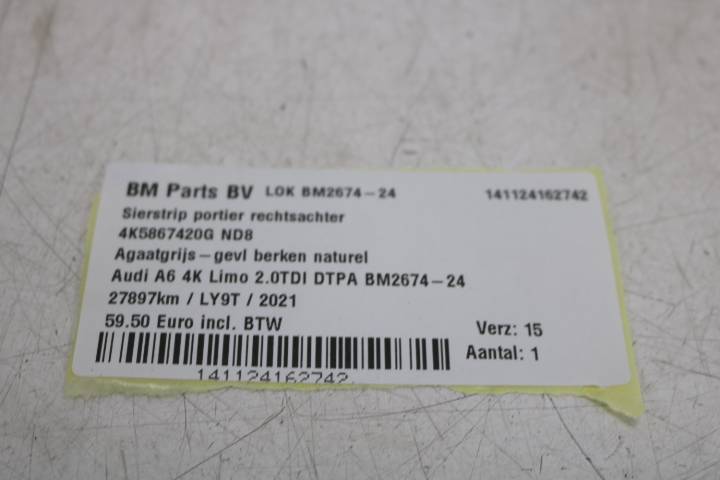 BM Parts BV LOK BM2674-24 141124162742
Sierstrip portier rechtsachter
4K5867420G ND8
Agaatgrijs-gevl berken naturel
Audi A6 4K Limo 2.0TDI DTPA BM2674-24
27897km / LY9T / 2021
59.50 Euro incl. BTW Verz: 15
Aantal: 1
141124162742